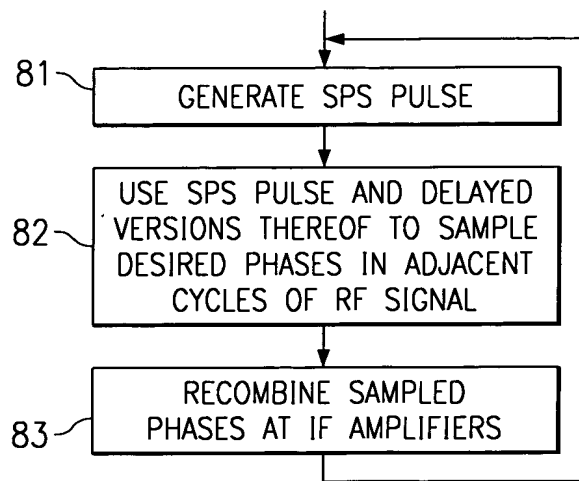 81
GENERATE SPS PULSE
82
USE SPS PULSE AND DELAYED
VERSIONS THEREOF TO SAMPLE
DESIRED PHASES IN ADJACENT
CYCLES OF RF SIGNAL
83
RECOMBINE SAMPLED
PHASES AT IF AMPLIFIERS